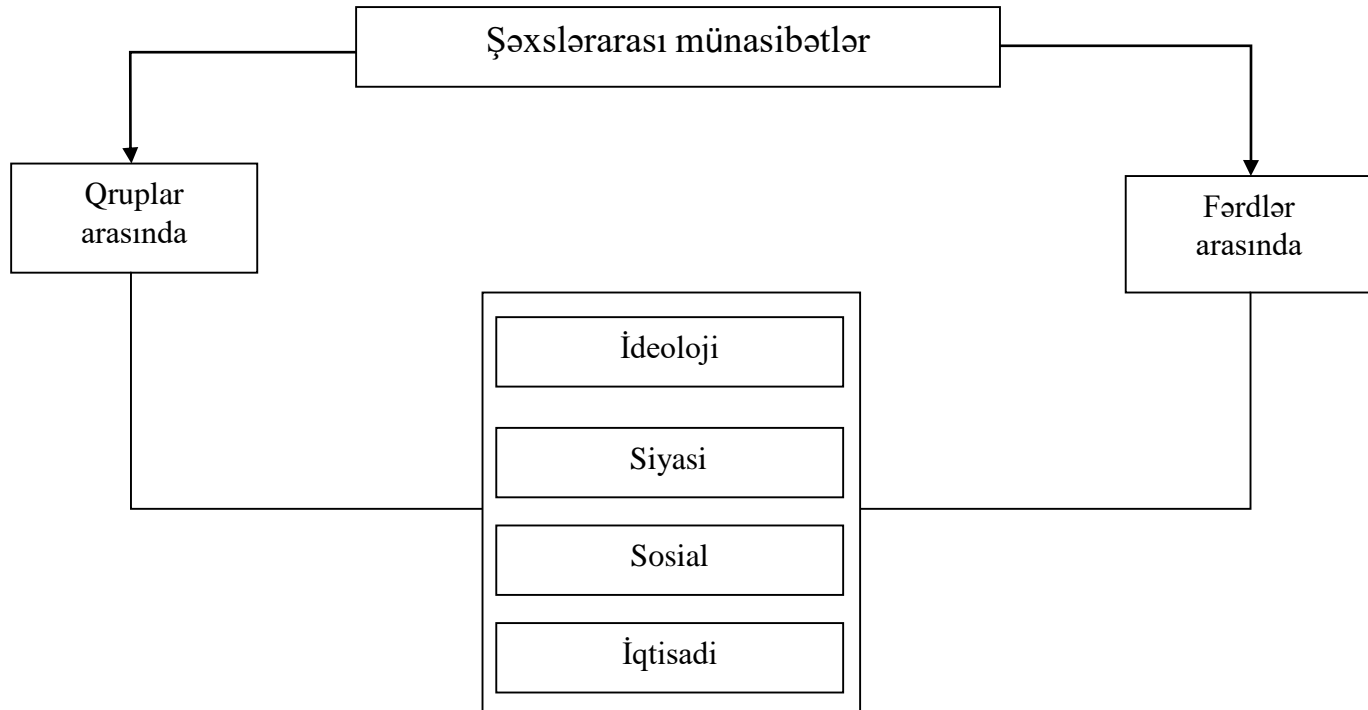 Şəxslərarası münasibətlər
Qruplar
arasında
Fərdlər
arasında
İdeoloji
Siyasi
Sosial
İqtisadi